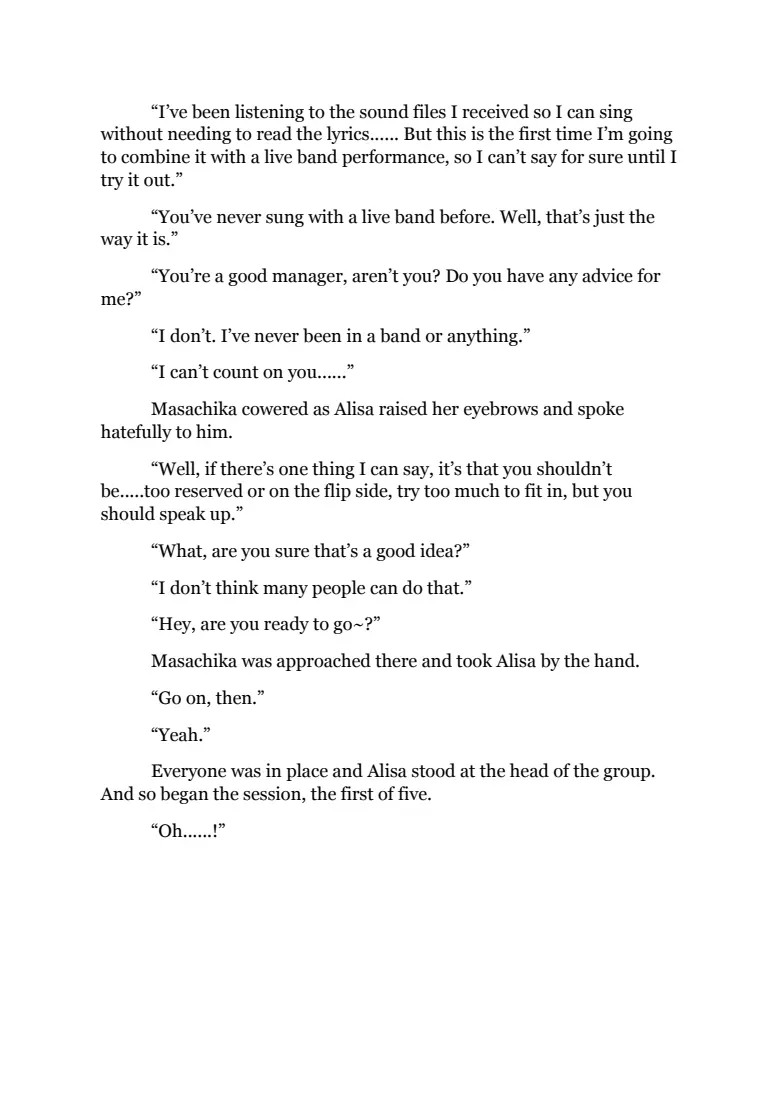 “I’ve been listening to the sound files I received so I can sing
without needing to read the lyrics...... But this is the first time I’m going
to combine it with a live band performance, so I can’t say for sure until I
try it out.”
“You’ve never sung with a live band before. Well, that’s just the
way it is.”
“You’re a good manager, aren’t you? Do you have any advice for
me?”
“I don’t. I’ve never been in a band or anything.”
“I can’t count on you......”
Masachika cowered as Alisa raised her eyebrows and spoke
hatefully to him.
“Well, if there’s one thing I can say, it’s that you shouldn’t
be.....too reserved or on the flip side, try too much to fit in, but you
should speak up.”
“What, are you sure that’s a good idea?”
“I don’t think many people can do that.”
“Hey, are you ready to go~?”
Masachika was approached there and took Alisa by the hand.
“Go on, then.”
“Yeah.”
Everyone was in place and Alisa stood at the head of the group.
And so began the session, the first of five.
“Oh......!”